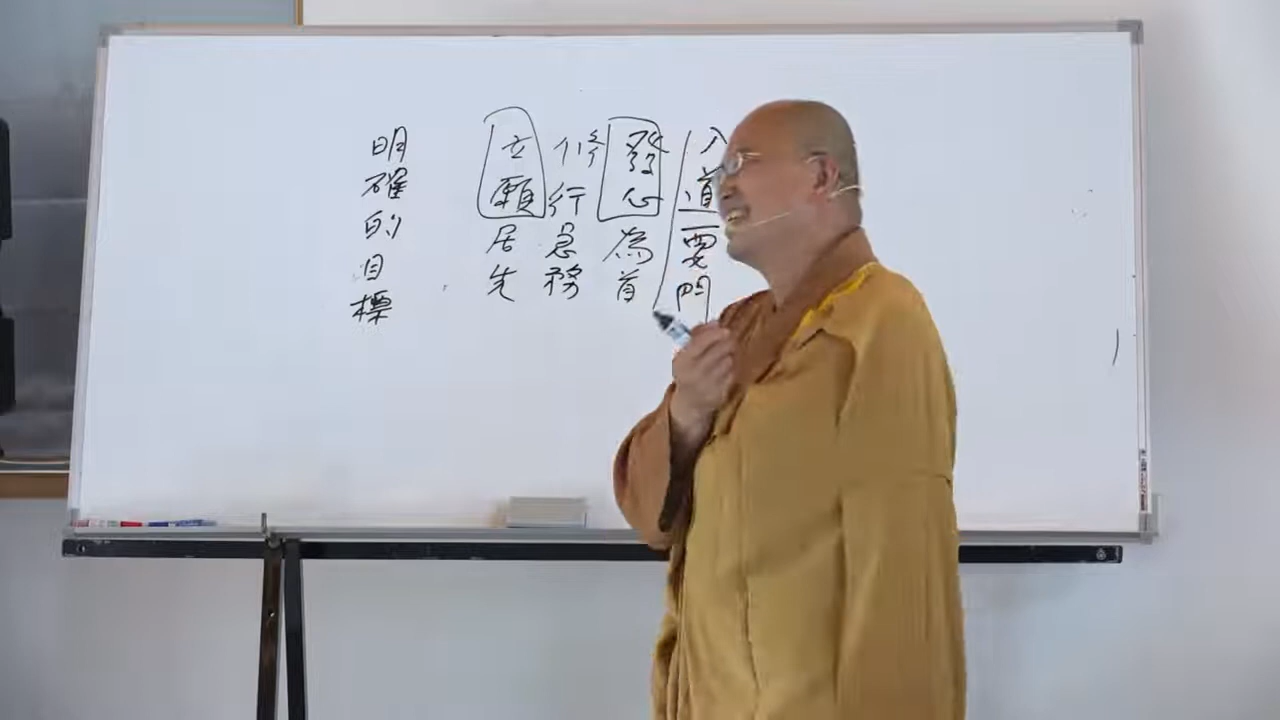 入道要門
發心為首
修行急務
立願居先
明確的目標